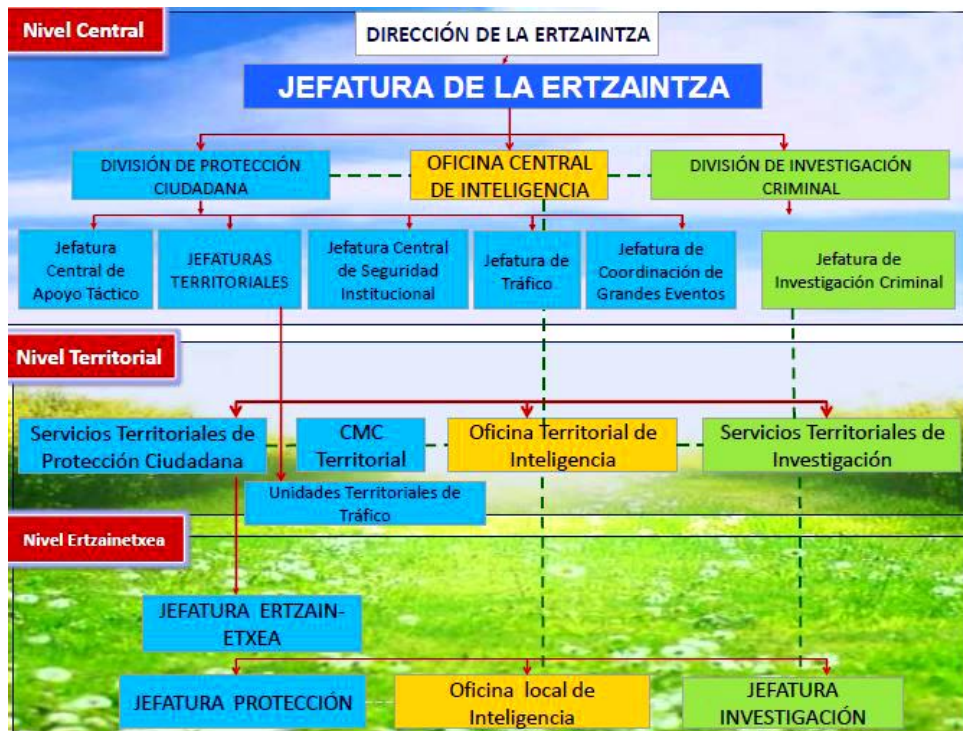 Nivel Central
DIRECCIÓN DE LA ERTZAINTZA
JEFATURA DE LA ERTZAINTZA
DIVISIÓN DE PROTECCIÓN
CIUDADANA
OFICINA CENTRAL
DE INTELIGENCIA
DIVISIÓN DE INVESTIGACIÓN
CRIMINAL
Jefatura
Central de
Apoyo Táctico
JEFATURAS
TERRITORIALES
Jefatura Central
de Seguridad
Institucional
Jefatura de
Tráfico
Jefatura de
Coordinación de
Grandes Eventos
Jefatura de
Investigación Criminal
Nivel Territorial
Servicios Territoriales de
Protección Ciudadana
CMC
Territorial
Oficina Territorial de
Inteligencia
Servicios Territoriales de
Investigación
Unidades Territoriales de
Tráfico
Nivel Ertzainetxea
JEFATURA ERTZAIN-
ETXEA
JEFATURA PROTECCIÓN
Oficina local de
Inteligencia
JEFATURA
INVESTIGACIÓN